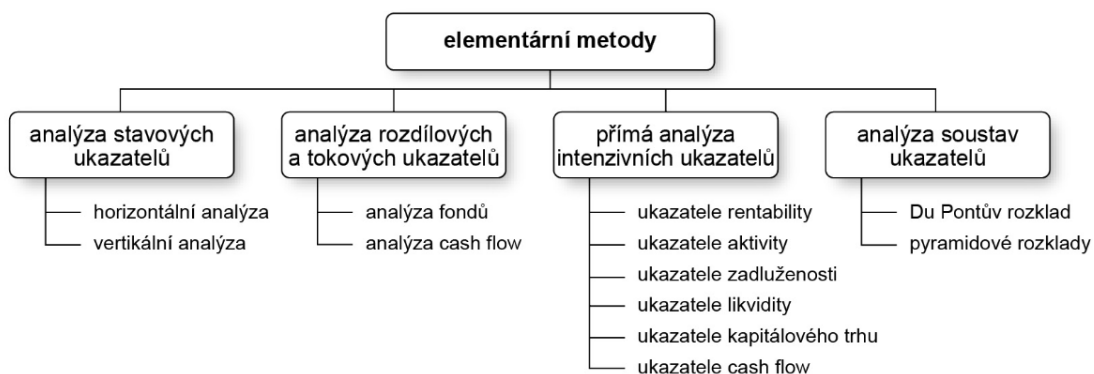 elementární metody
analýza stavových
ukazatelů
horizontální analýza
vertikální analýza
analýza rozdílových
a tokových ukazatelů
analýza fondů
analýza cash flow
přímá analýza
intenzivních ukazatelů
ukazatele rentability
ukazatele aktivity
ukazatele zadluženosti
ukazatele likvidity
ukazatele kapitálového trhu
ukazatele cash flow
analýza soustav
ukazatelů
Du Pontův rozklad
pyramidové rozklady